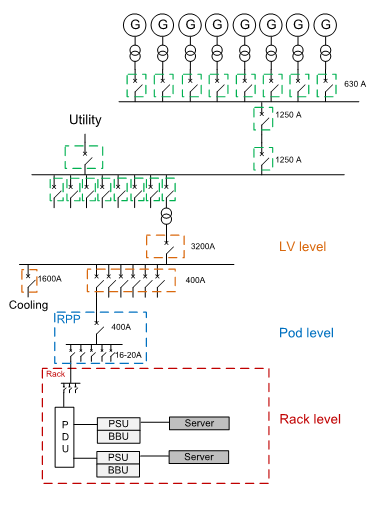 G G G G G G G G
630 A
1250 A
Utility
1250 A
3200A
LV level
1600A
400A
Cooling
RPP
400A
Pod level
16-20A
Rack
PDU
PSU
Server
BBU
Rack level
PSU
Server
BBU